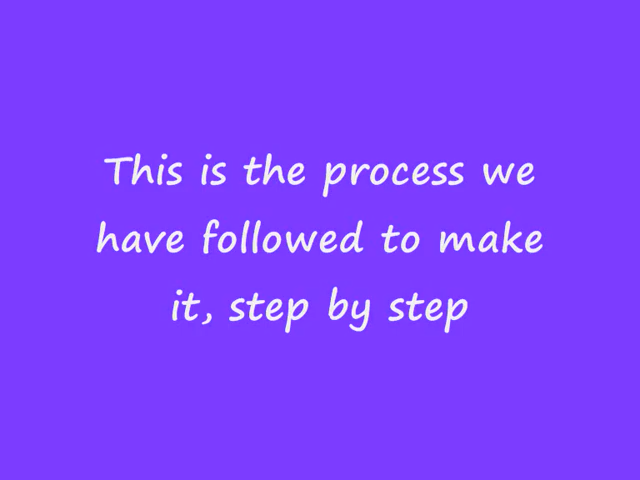 This is the process we
have followed to make
it, step by step